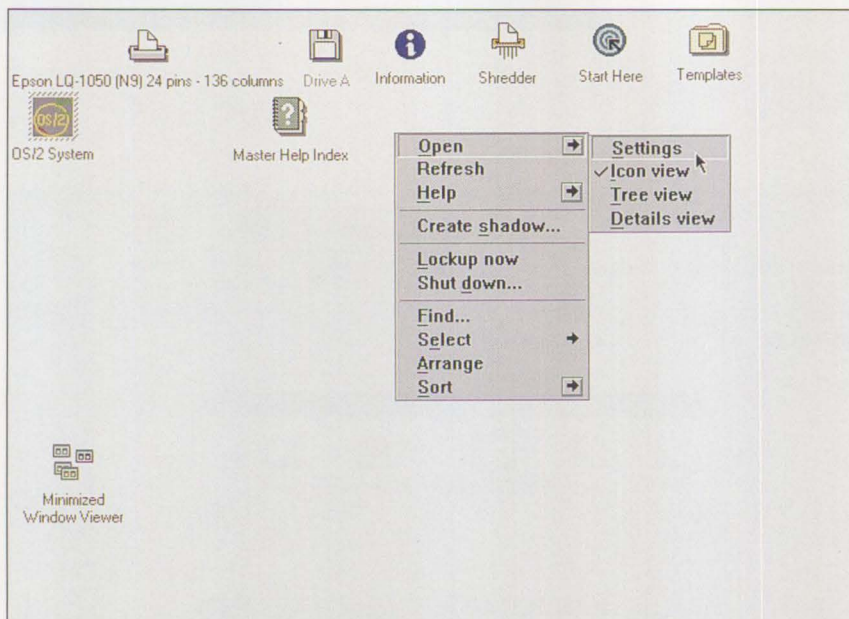 Epson LQ-1050 (N9) 24 pins - 136 columns
Drive A
Information
Shredder
Start Here
Templates
OS/2
OS/2 System
?
Master Help Index
Open
Refresh
Help
Create shadow...
Lockup now
Shut down...
Find...
Select
Arrange
Sort
Settings
✓Icon view
Tree view
Details view
Minimized
Window Viewer